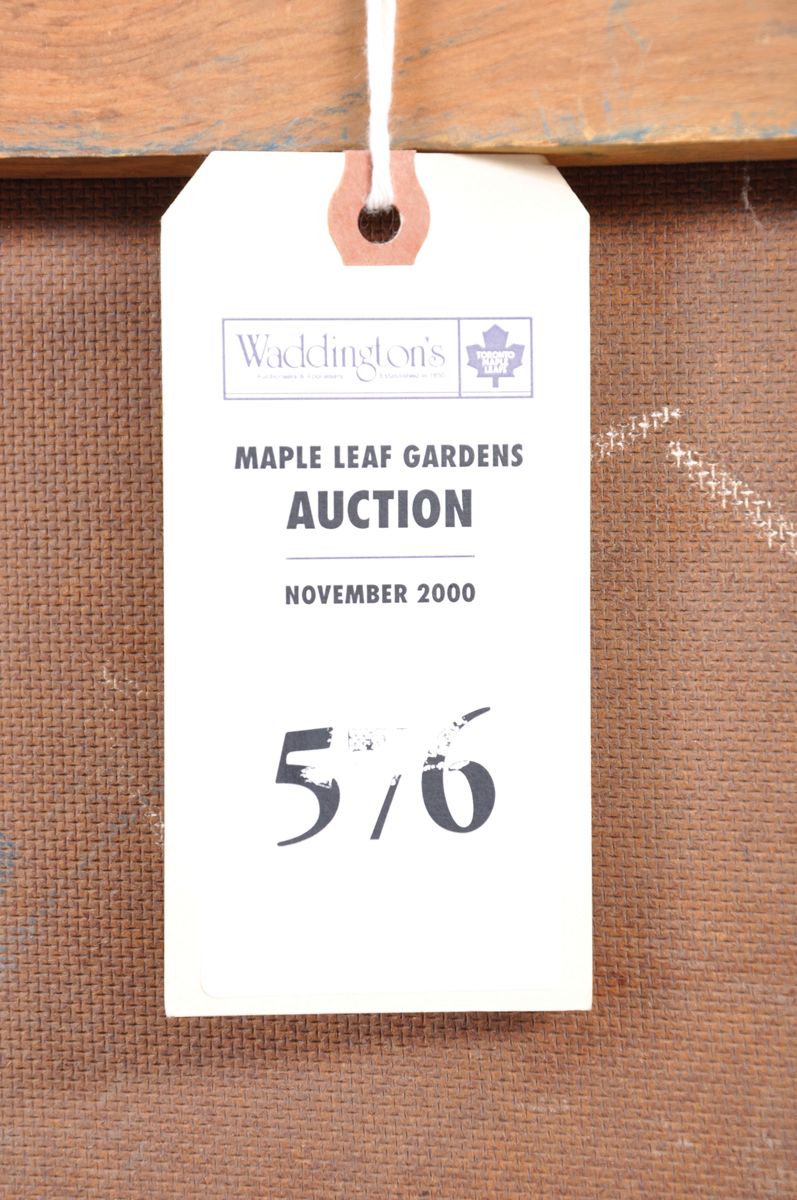 Waddington's
TORONTO
MAPLE
LEAFS
MAPLE LEAF GARDENS
AUCTION
NOVEMBER 2000
576